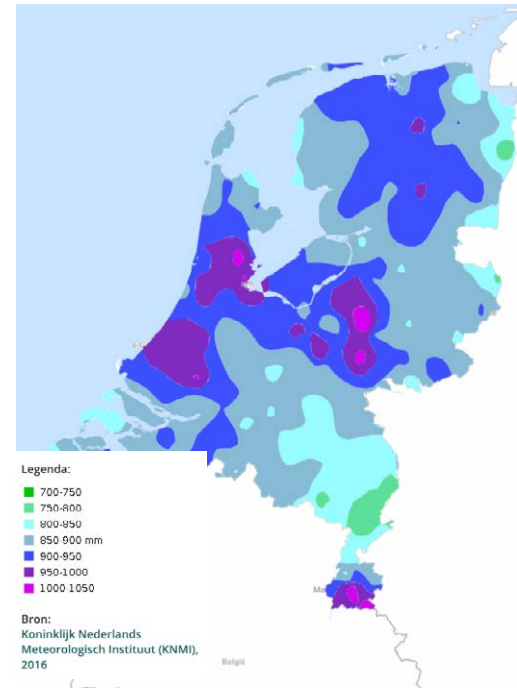 Legenda:
700-750
750-800
800-850
850-900 mm
900-950
950-1000
1000-1050
Bron:
Koninklijk Nederlands
Meteorologisch Instituut (KNMI),
2016
België